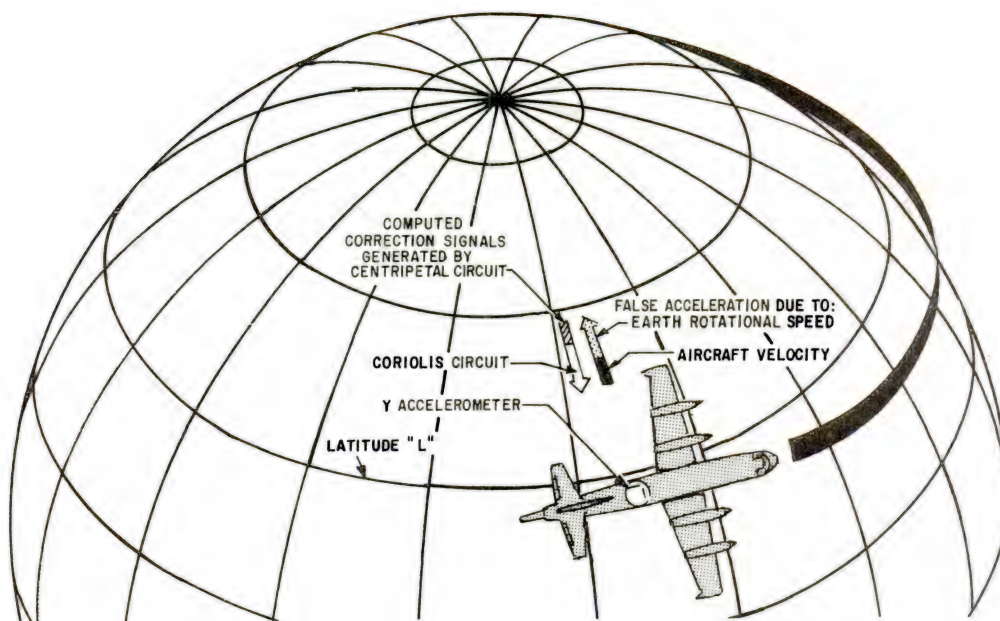 COMPUTED
CORRECTION SIGNALS
GENERATED BY
CENTRIPETAL CIRCUIT
FALSE ACCELERATION DUE TO:
EARTH ROTATIONAL SPEED
CORIOLIS CIRCUIT
AIRCRAFT VELOCITY
Y ACCELEROMETER
LATITUDE "L"